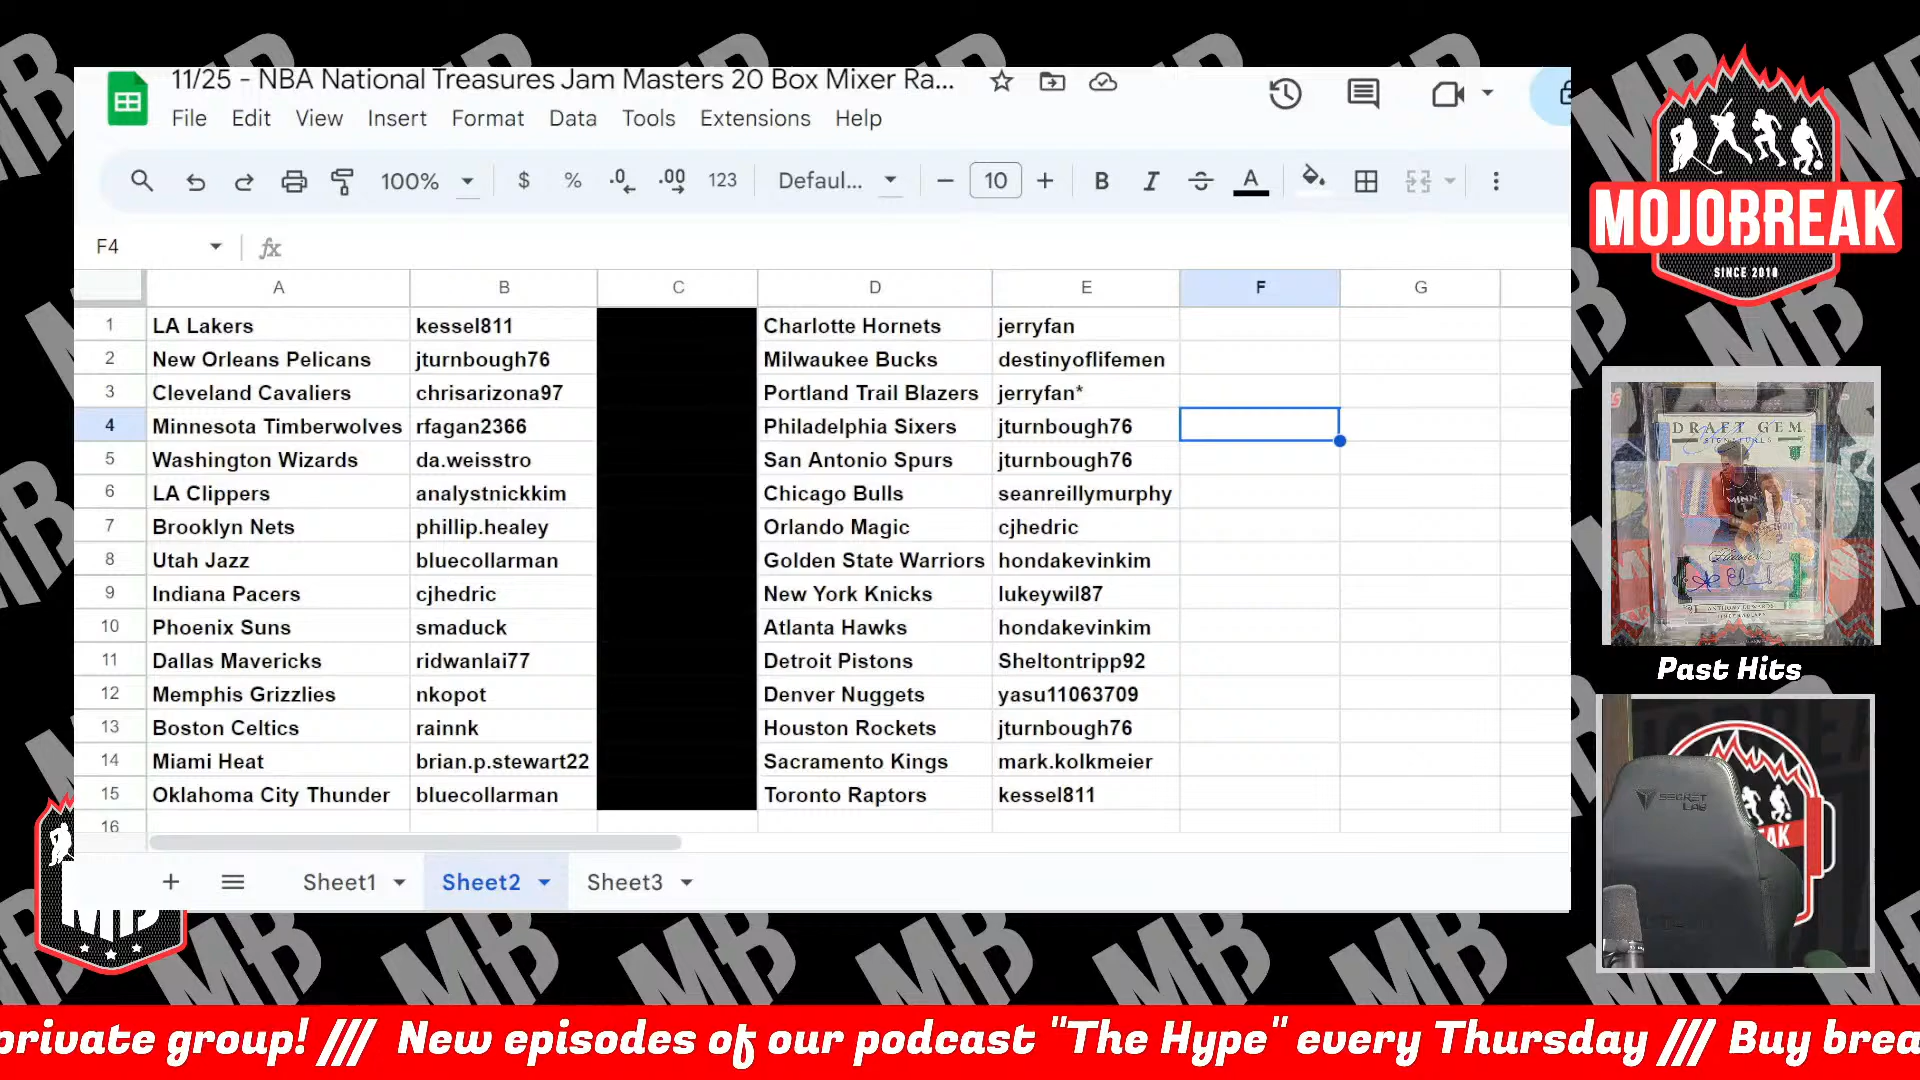 11/25 - NBA National Treasures Jam Masters 20 Box Mixer Ra...
File Edit View Insert Format Data Tools Extensions Help
100% $ % .0 .00 123 Defaul... 10 B I S A
F4 fx
A B C D E F G
1 LA Lakers kessel811 Charlotte Hornets jerryfan
2 New Orleans Pelicans jturnbough76 Milwaukee Bucks destinyoflifemen
3 Cleveland Cavaliers chrisarizona97 Portland Trail Blazers jerryfan*
4 Minnesota Timberwolves rfagan2366 Philadelphia Sixers jturnbough76
5 Washington Wizards da.weisstro San Antonio Spurs jturnbough76
6 LA Clippers analystnickkim Chicago Bulls seanreillymurphy
7 Brooklyn Nets phillip.healey Orlando Magic cjhedric
8 Utah Jazz bluecollarman Golden State Warriors hondakevinkim
9 Indiana Pacers cjhedric New York Knicks lukeywil87
10 Phoenix Suns smaduck Atlanta Hawks hondakevinkim
11 Dallas Mavericks ridwanlai77 Detroit Pistons Sheltontripp92
12 Memphis Grizzlies nkopot Denver Nuggets yasu11063709
13 Boston Celtics rainnk Houston Rockets jturnbough76
14 Miami Heat brian.p.stewart22 Sacramento Kings mark.kolkmeier
15 Oklahoma City Thunder bluecollarman Toronto Raptors kessel811
16
Sheet1 Sheet2 Sheet3
MOJOBREAK
SINCE 2010
DRAFT GEM
SIGNATURES
ANTHONY EDWARDS
Past Hits
SECRET
LAB
MB
private group! /// New episodes of our podcast "The Hype" every Thursday /// Buy brea